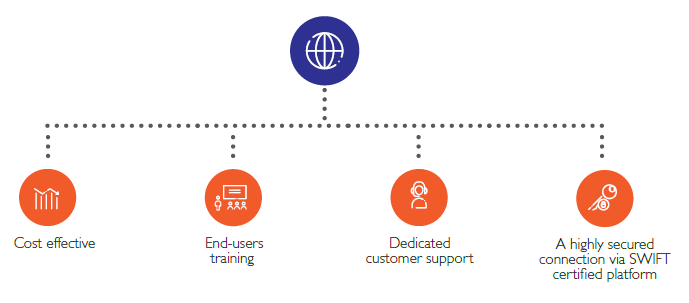 Cost effective
End-users
training
Dedicated
customer support
A highly secured
connection via SWIFT
certified platform